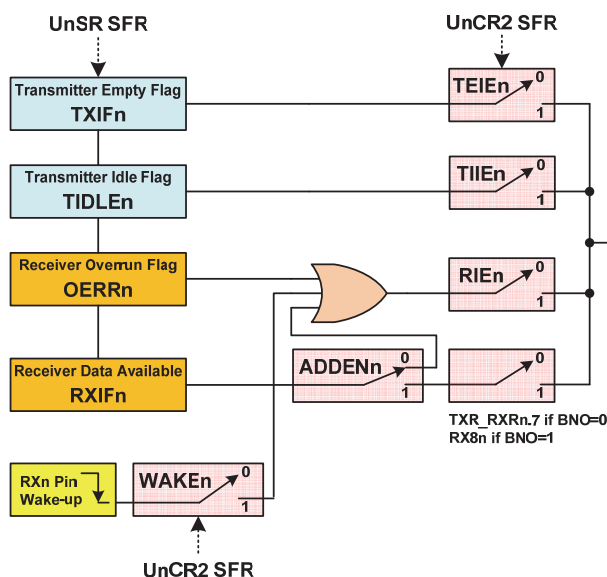 UnSR SFR
UnCR2 SFR
Transmitter Empty Flag
TXIFn
TEIEn
0
1
Transmitter Idle Flag
TIDLEn
TIIEn
0
1
Receiver Overrun Flag
OERRn
RIEn
0
1
Receiver Data Available
RXIFn
ADDENn
0
1
0
1
TXR_RXRn.7 if BNO=0
RX8n if BNO=1
RXn Pin
Wake-up
WAKEn
0
1
UnCR2 SFR